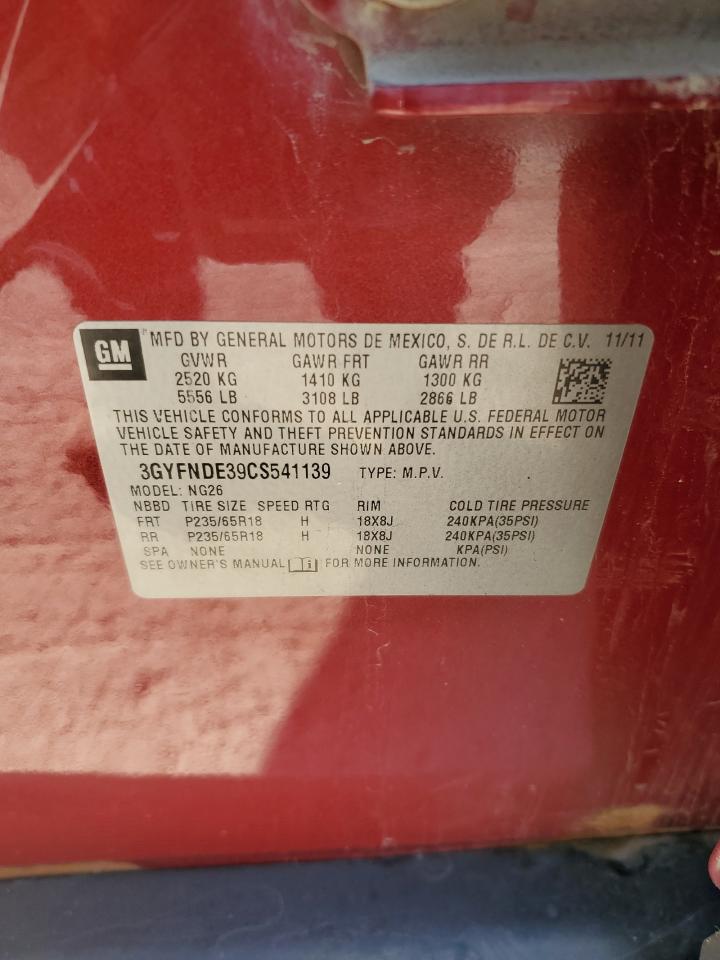 GM MFD BY GENERAL MOTORS DE MEXICO, S. DE R.L. DE C.V. 11/11
GVWR GAWR FRT GAWR RR
2520 KG 1410 KG 1300 KG
5556 LB 3108 LB 2866 LB
THIS VEHICLE CONFORMS TO ALL APPLICABLE U.S. FEDERAL MOTOR
VEHICLE SAFETY AND THEFT PREVENTION STANDARDS IN EFFECT ON
THE DATE OF MANUFACTURE SHOWN ABOVE.
3GYFNDE39CS541139 TYPE: M.P.V.
MODEL: NG26
NBBD TIRE SIZE SPEED RTG RIM COLD TIRE PRESSURE
FRT P235/65R18 H 18X8J 240KPA(35PSI)
RR P235/65R18 H 18X8J 240KPA(35PSI)
SPA NONE NONE KPA(PSI)
SEE OWNER'S MANUAL i FOR MORE INFORMATION.